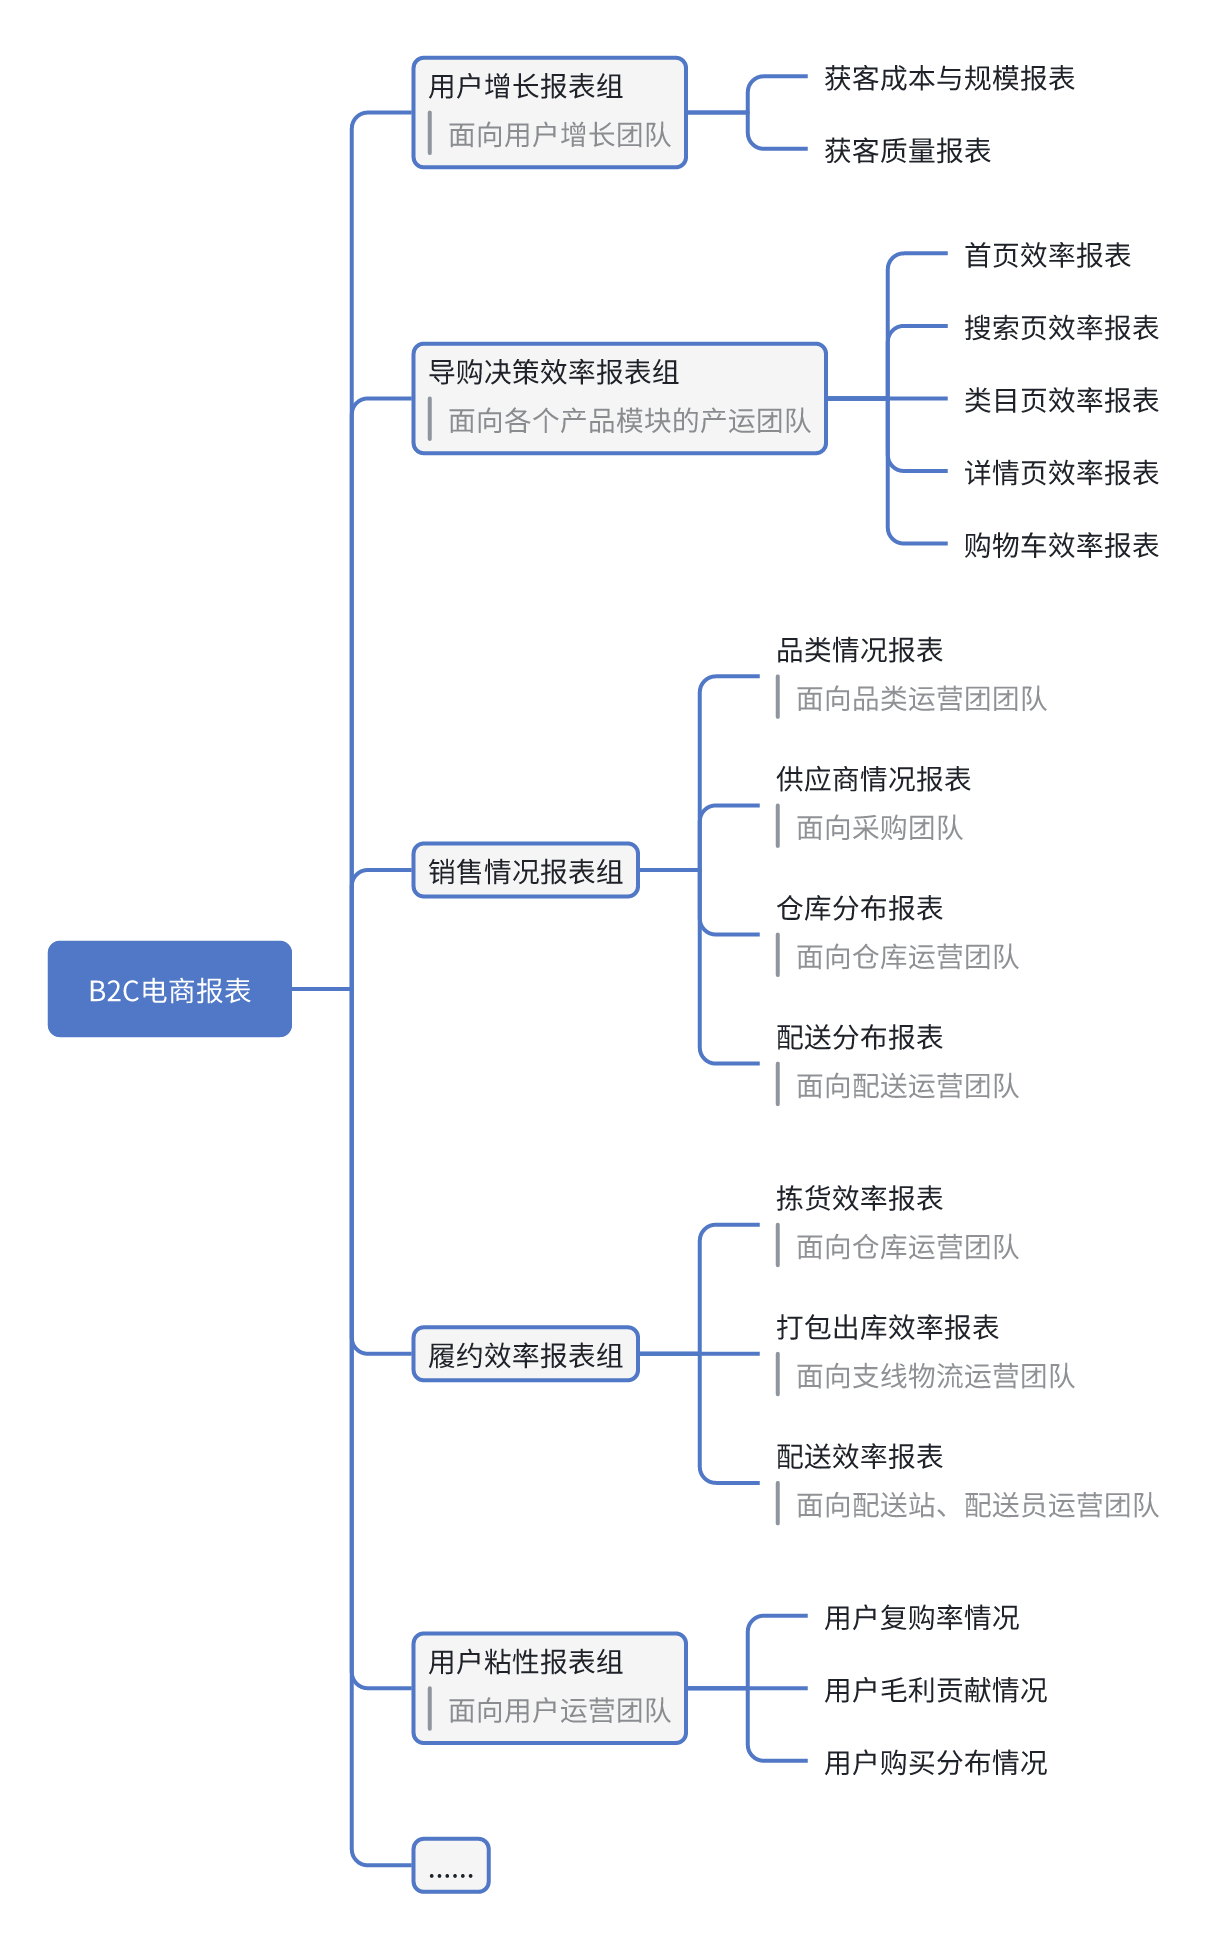 用户增长报表组
面向用户增长团队
获客成本与规模报表
获客质量报表
导购决策效率报表组
面向各个产品模块的产运团队
首页效率报表
搜索页效率报表
类目页效率报表
详情页效率报表
购物车效率报表
B2C电商报表
销售情况报表组
品类情况报表
面向品类运营团团队
供应商情况报表
面向采购团队
仓库分布报表
面向仓库运营团队
配送分布报表
面向配送运营团队
履约效率报表组
拣货效率报表
面向仓库运营团队
打包出库效率报表
面向支线物流运营团队
配送效率报表
面向配送站、配送员运营团队
用户粘性报表组
面向用户运营团队
用户复购率情况
用户毛利贡献情况
用户购买分布情况
......